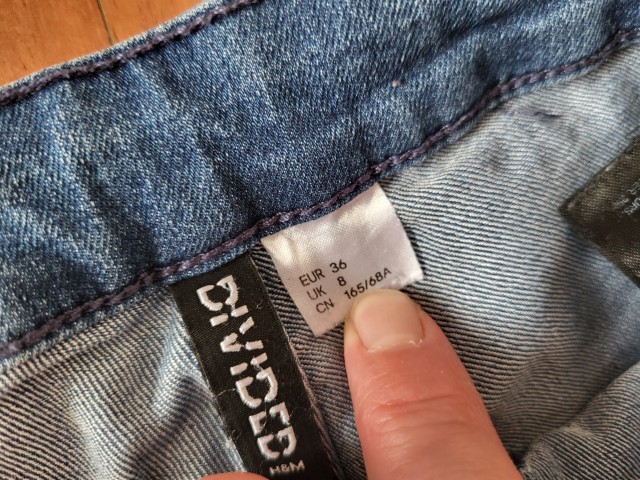 EUR 36
UK 8
CN 165/68A
DIVIDED
H&M